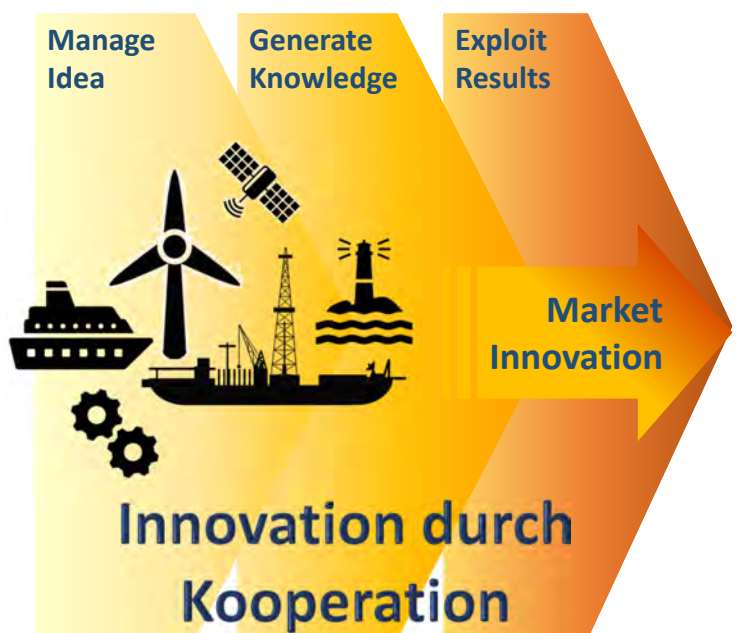 Manage
Idea
Generate
Knowledge
Exploit
Results
Market
Innovation
Innovation durch
Kooperation